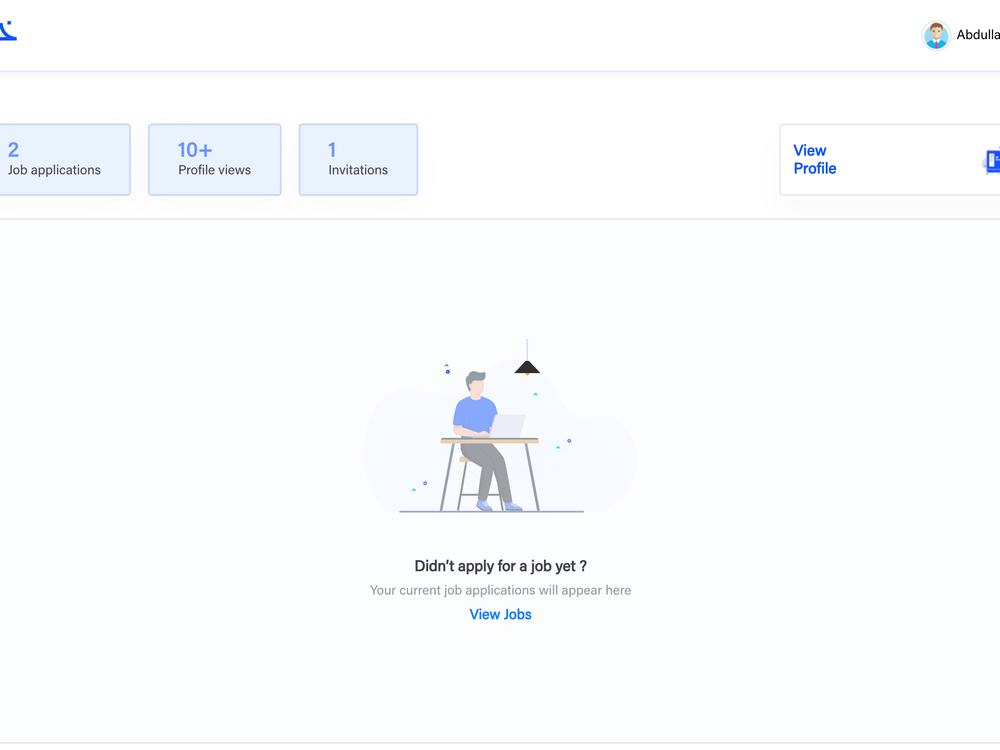 Abdulla
2
Job applications
10+
Profile views
1
Invitations
View
Profile
Didn't apply for a job yet ?
Your current job applications will appear here
View Jobs